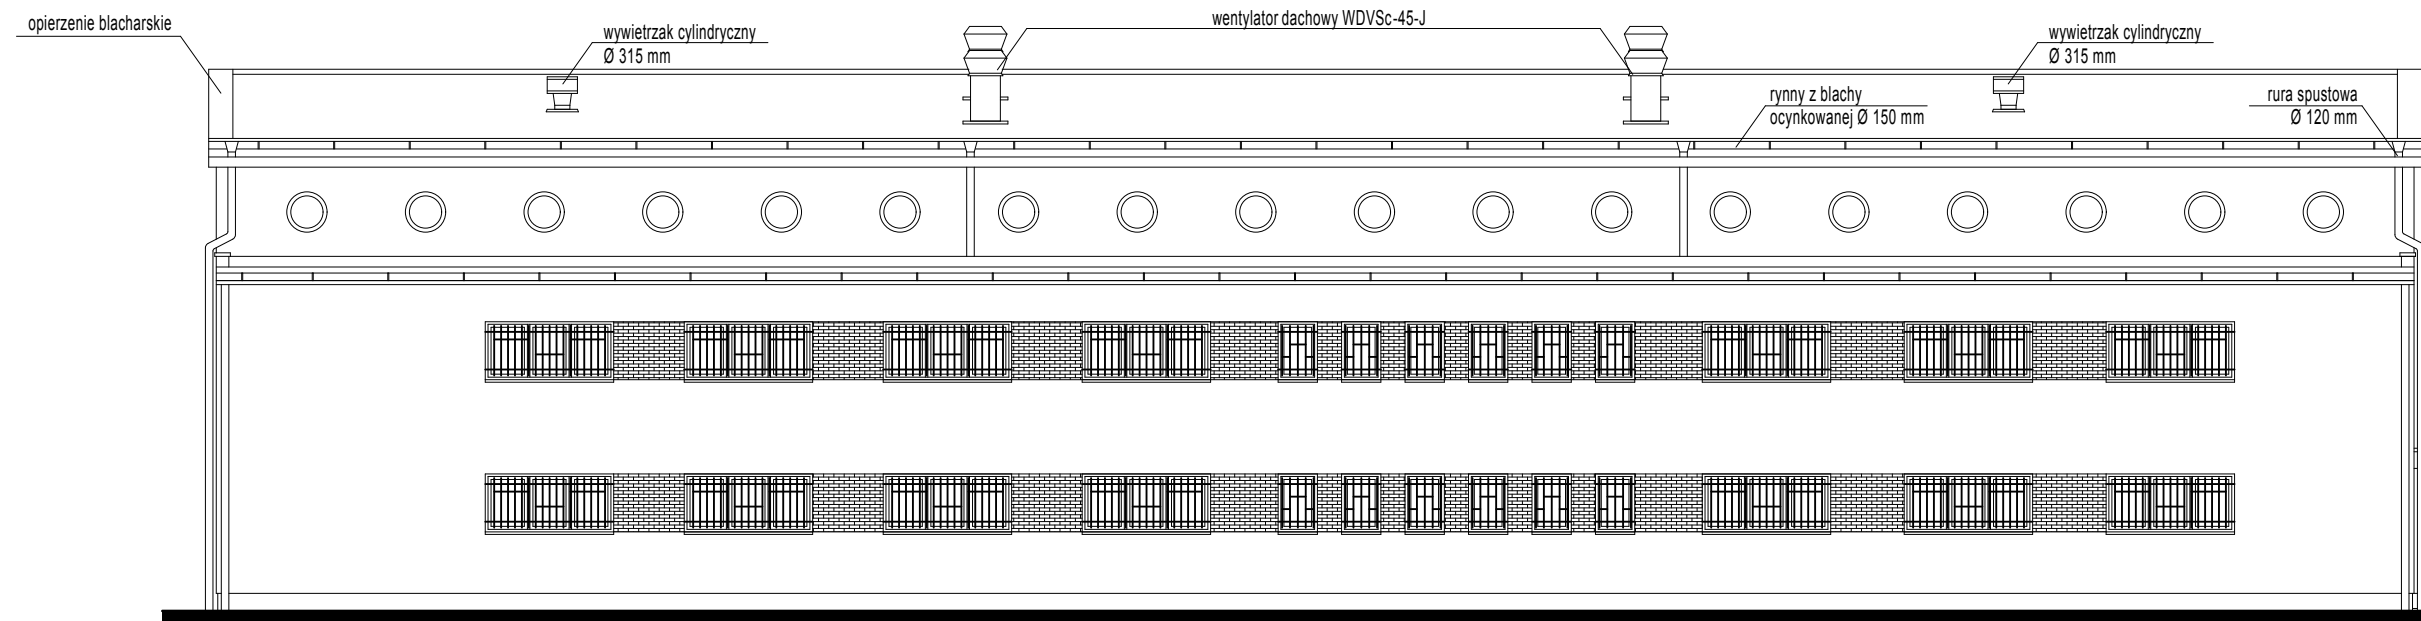 opierzenie blacharskie
wywietrzak cylindryczny
Ø 315 mm
wentylator dachowy WDVSc-45-J
wywietrzak cylindryczny
Ø 315 mm
rynny z blachy
ocynkowanej Ø 150 mm
rura spustowa
Ø 120 mm